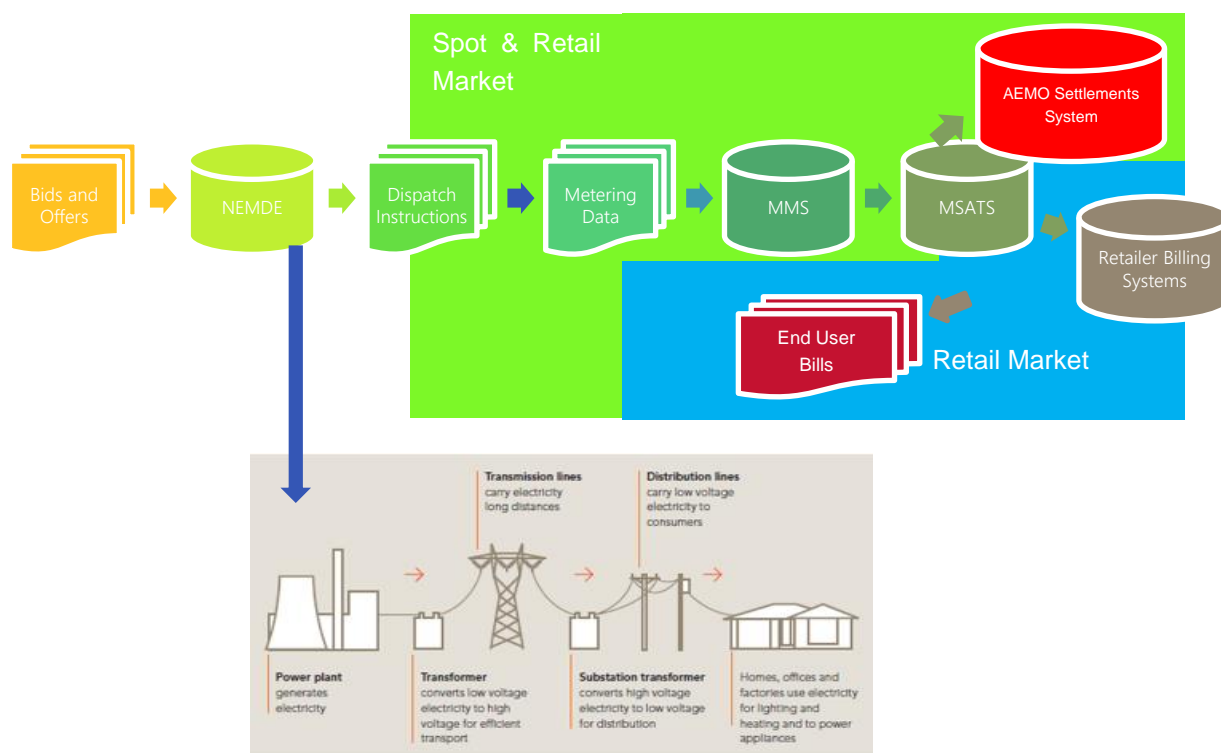 Spot & Retail
Market
AEMO Settlements
System
Bids and
Offers
NEMDE
Dispatch
Instructions
Metering
Data
MMS
MSATS
Retailer Billing
Systems
End User
Bills
Retail Market
Transmission lines
carry electricity
long distances
Distribution lines
carry low voltage
electricity to
consumers
Power plant
generates
electricity
Transformer
converts low voltage
electricity to high
voltage for efficient
transport
Substation transformer
converts high voltage
electricity to low voltage
for distribution
Homes, offices and
factories use electricity
for lighting and
heating and to power
appliances